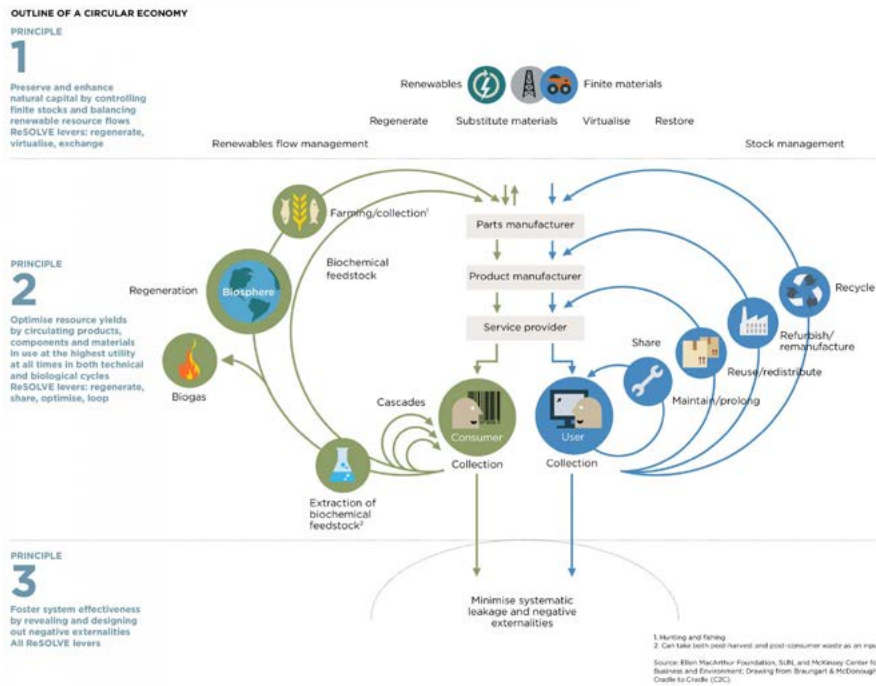 OUTLINE OF A CIRCULAR ECONOMY
PRINCIPLE
1
Preserve and enhance
natural capital by controlling
finite stocks and balancing
renewable resource flows
ReSOLVE levers: regenerate,
virtualise, exchange
Renewables
Finite materials
Regenerate
Substitute materials
Virtualise
Restore
Renewables flow management
Stock management
PRINCIPLE
2
Optimise resource yields
by circulating products,
components and materials
in use at the highest utility
at all times in both technical
and biological cycles
ReSOLVE levers: regenerate,
share, optimise, loop
Farming/collection¹
Parts manufacturer
Biochemical
feedstock
Regeneration
Biosphere
Product manufacturer
Recycle
Service provider
Share
Refurbish/
remanufacture
Reuse/redistribute
Biogas
Cascades
Maintain/prolong
Consumer
User
Collection
Collection
Extraction of
biochemical
feedstock²
PRINCIPLE
3
Foster system effectiveness
by revealing and designing
out negative externalities
All ReSOLVE levers
Minimise systematic
leakage and negative
externalities
1. Hunting and fishing
2. Can take both post-harvest and post-consumer waste as an inpu
Source: Ellen MacArthur Foundation, SUN, and McKinsey Center fo
Business and Environment; Drawing from Braungart & McDonough
Cradle to Cradle (C2C).